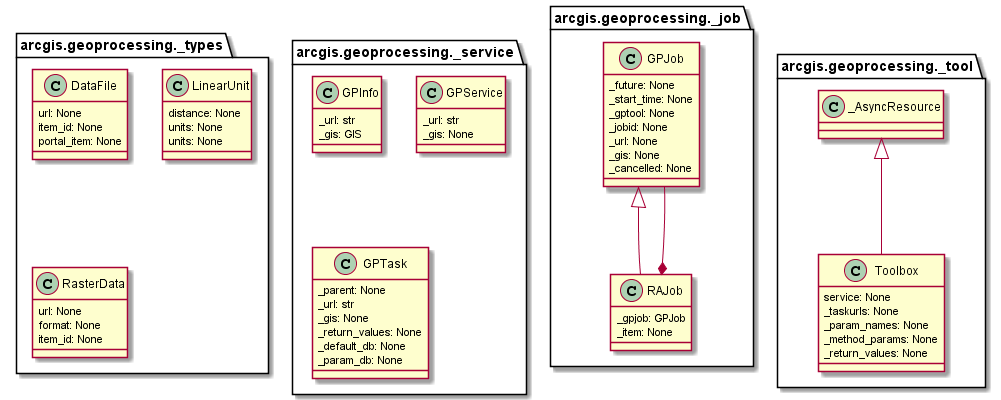 arcgis.geoprocessing._types
C DataFile
url: None
item_id: None
portal_item: None
C LinearUnit
distance: None
units: None
units: None
C RasterData
url: None
format: None
item_id: None
arcgis.geoprocessing._service
C GPInfo
_url: str
_gis: GIS
C GPService
_url: str
_gis: None
C GPTask
_parent: None
_url: str
_gis: None
_return_values: None
_default_db: None
_param_db: None
arcgis.geoprocessing._job
C GPJob
_future: None
_start_time: None
_gptool: None
_jobid: None
_url: None
_gis: None
_cancelled: None
C RAJob
_gpjob: GPJob
_item: None
arcgis.geoprocessing._tool
C _AsyncResource
C Toolbox
service: None
_taskurls: None
_param_names: None
_method_params: None
_return_values: None